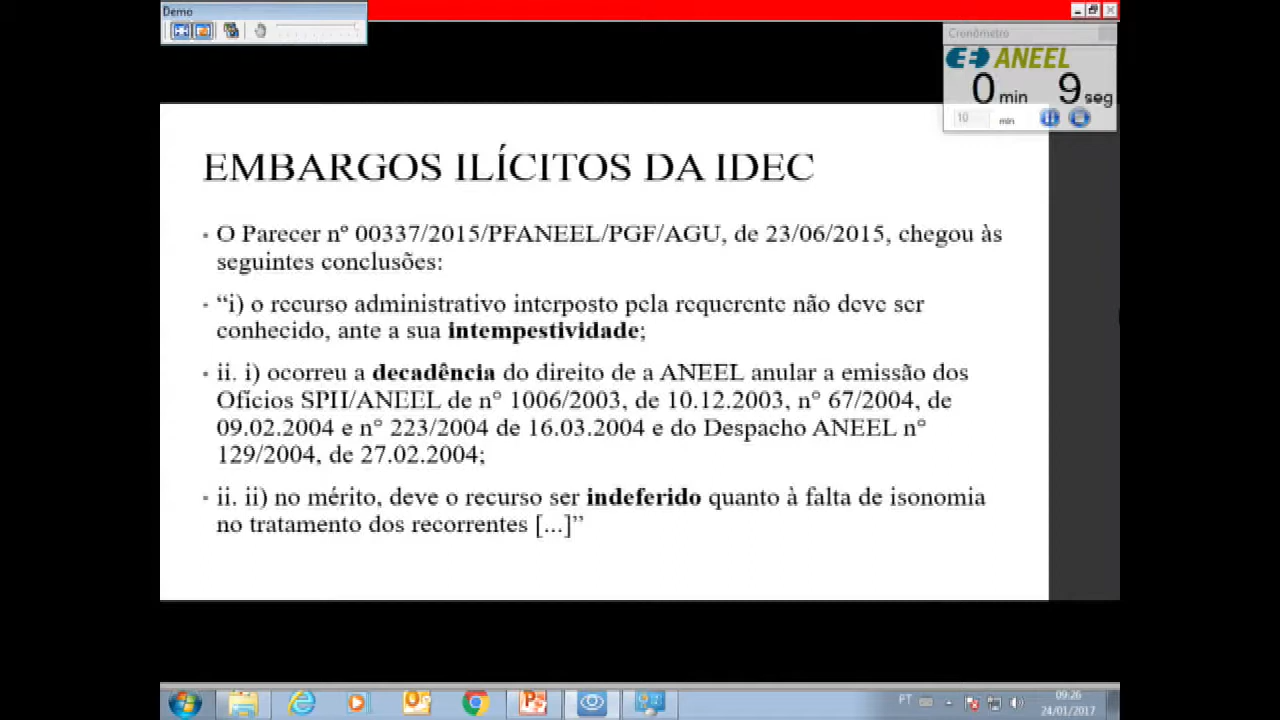 Demo
Cronômetro
ANEEL
0 min 9 seg
10 min
EMBARGOS ILÍCITOS DA IDEC
▪ O Parecer nº 00337/2015/PFANEEL/PGF/AGU, de 23/06/2015, chegou às
seguintes conclusões:
▪ “i) o recurso administrativo interposto pela requerente não deve ser
conhecido, ante a sua intempestividade;
▪ ii. i) ocorreu a decadência do direito de a ANEEL anular a emissão dos
Ofícios SPH/ANEEL de n° 1006/2003, de 10.12.2003, n° 67/2004, de
09.02.2004 e n° 223/2004 de 16.03.2004 e do Despacho ANEEL n°
129/2004, de 27.02.2004;
▪ ii. ii) no mérito, deve o recurso ser indeferido quanto à falta de isonomia
no tratamento dos recorrentes [...]”
PT
09:26
24/01/2017